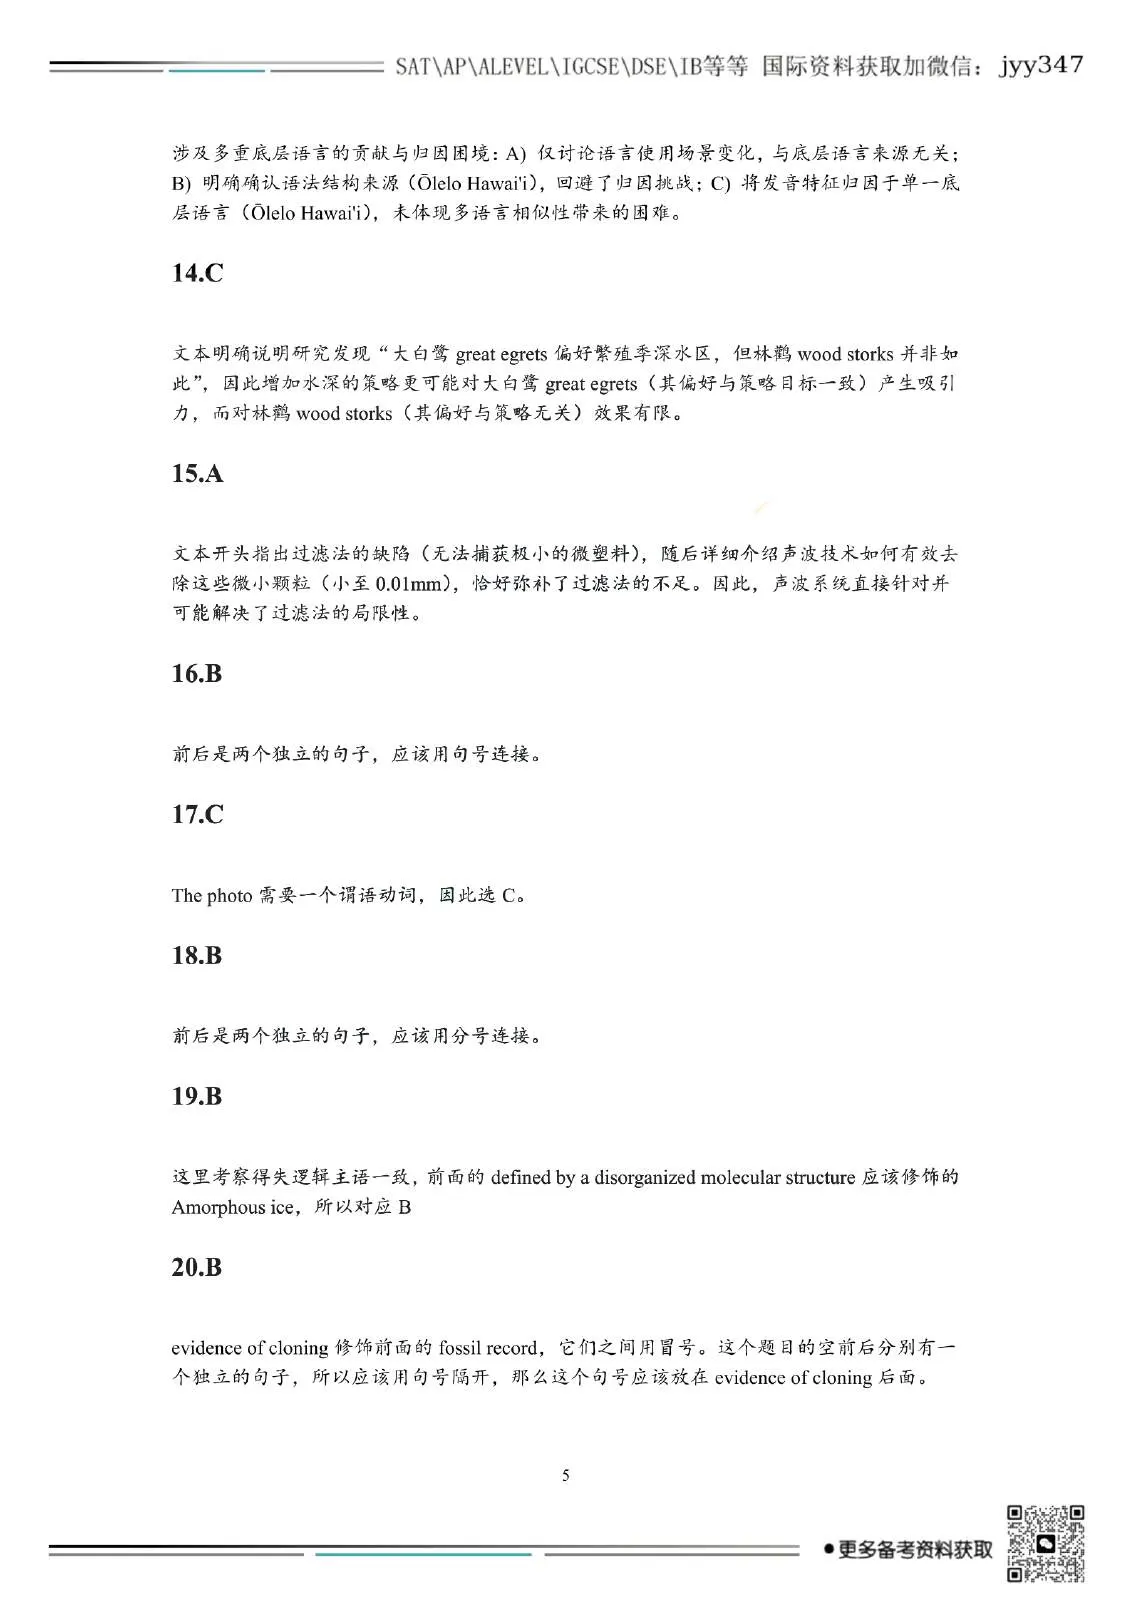 SAT\AP\ALEVEL\IGCSE\DSE\IB等等 国际资料获取加微信： jyy347
涉及多重底层语言的贡献与归因困境：A) 仅讨论语言使用场景变化，与底层语言来源无关；
B) 明确确认语法结构来源（Ōlelo Hawai'i），回避了归因挑战；C) 将发音特征归因于单一底
层语言（Ōlelo Hawai'i），未体现多语言相似性带来的困难。
14.C
文本明确说明研究发现“大白鹭 great egrets 偏好繁殖季深水区，但林鹳 wood storks 并非如
此”，因此增加水深的策略更可能对大白鹭 great egrets（其偏好与策略目标一致）产生吸引
力，而对林鹳 wood storks（其偏好与策略无关）效果有限。
15.A
文本开头指出过滤法的缺陷（无法捕获极小的微塑料），随后详细介绍声波技术如何有效去
除这些微小颗粒（小至 0.01mm），恰好弥补了过滤法的不足。因此，声波系统直接针对并
可能解决了过滤法的局限性。
16.B
前后是两个独立的句子，应该用句号连接。
17.C
The photo 需要一个谓语动词，因此选 C。
18.B
前后是两个独立的句子，应该用分号连接。
19.B
这里考察得失逻辑主语一致，前面的 defined by a disorganized molecular structure 应该修饰的
Amorphous ice，所以对应 B
20.B
evidence of cloning 修饰前面的 fossil record，它们之间用冒号。这个题目的空前后分别有一
个独立的句子，所以应该用句号隔开，那么这个句号应该放在 evidence of cloning 后面。
5
●更多备考资料获取